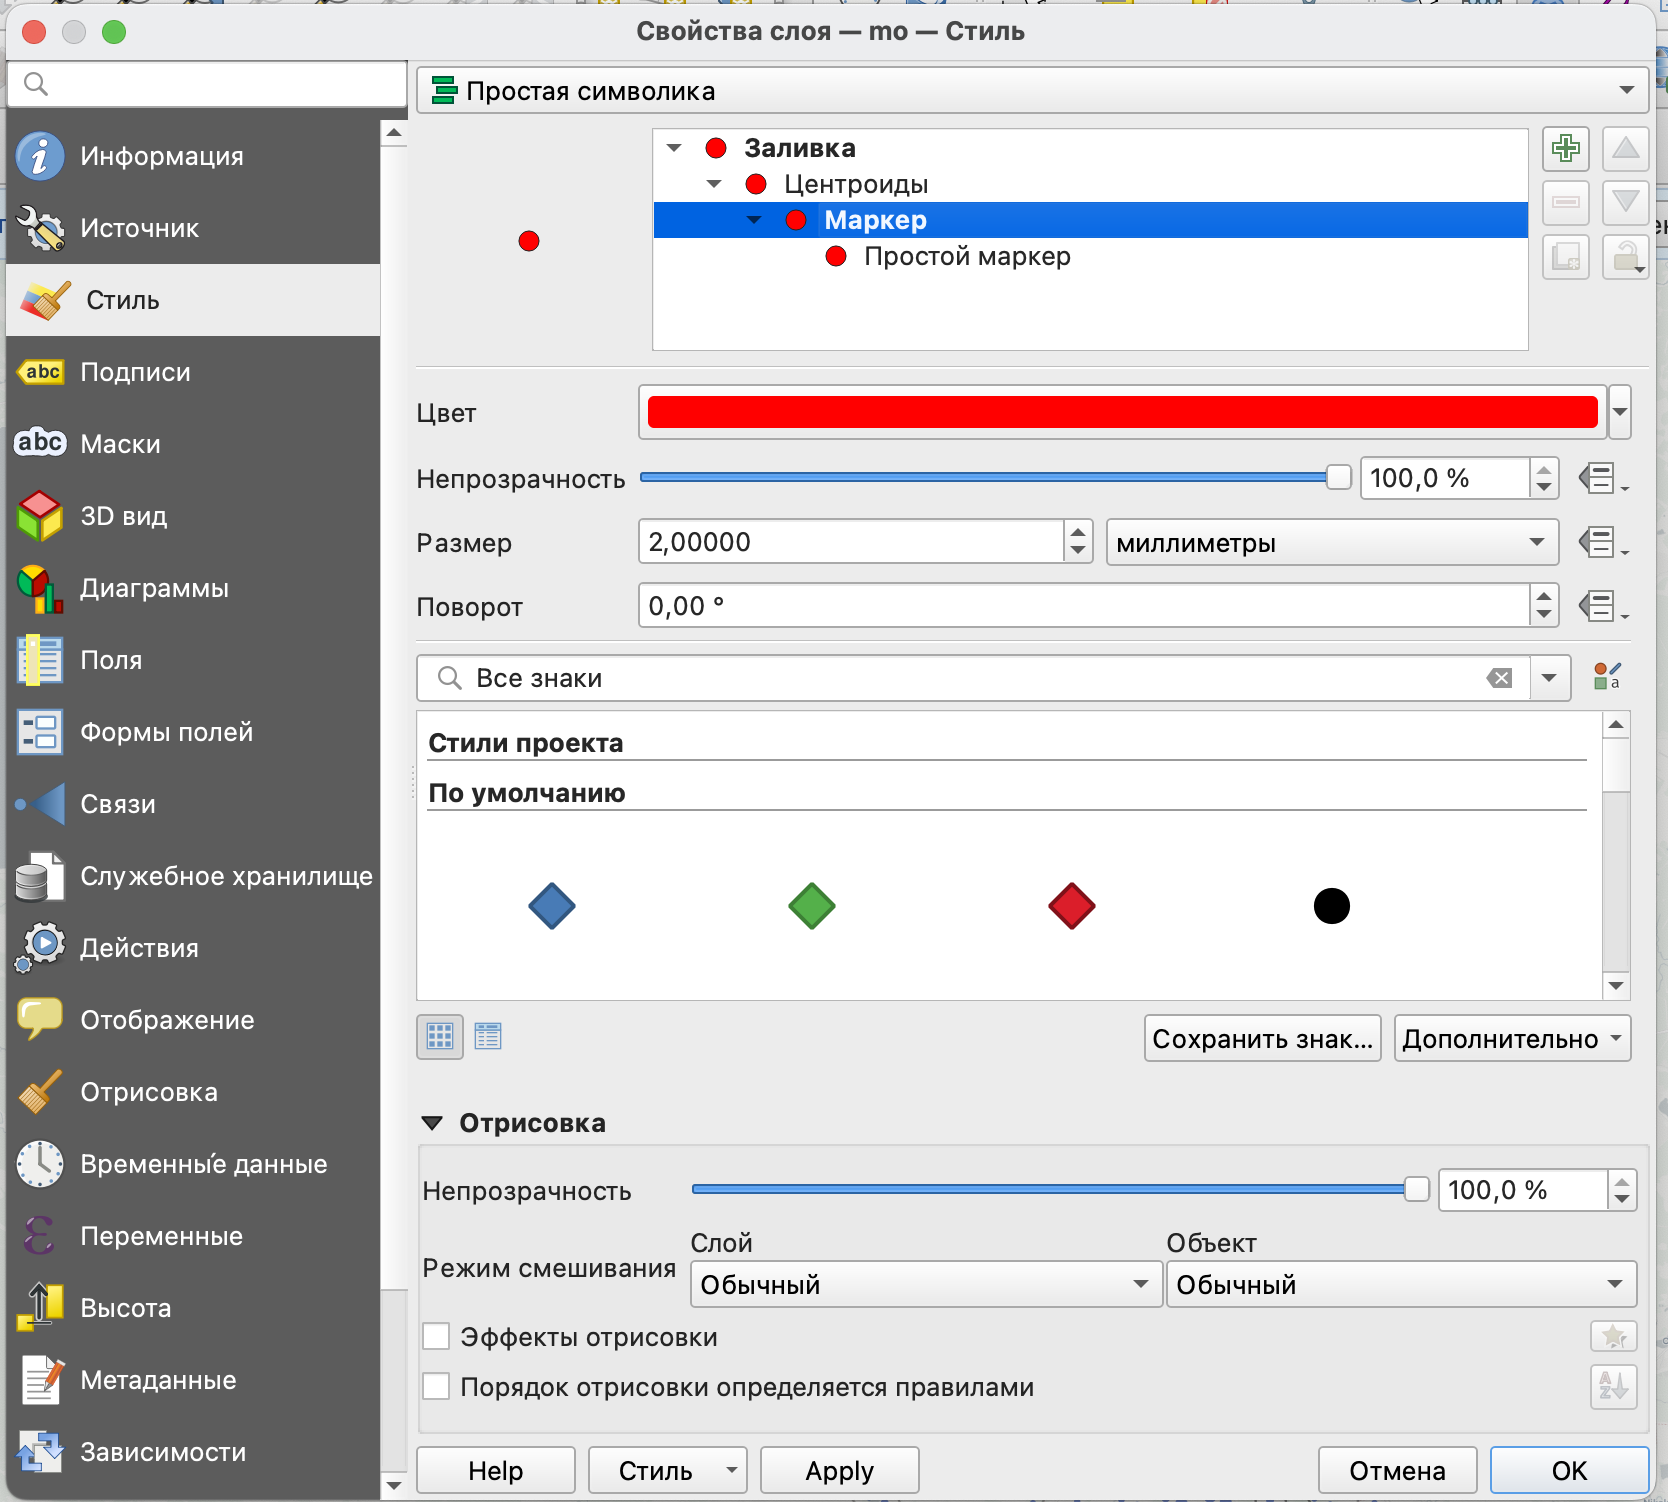 Свойства слоя — mo — Стиль
Простая символика
Информация
Источник
Стиль
Подписи
Маски
3D вид
Диаграммы
Поля
Формы полей
Связи
Служебное хранилище
Действия
Отображение
Отрисовка
Временны́е данные
Переменные
Высота
Метаданные
Зависимости
Заливка
Центроиды
Маркер
Простой маркер
Цвет
Непрозрачность 100,0 %
Размер 2,00000 миллиметры
Поворот 0,00 °
Все знаки
Стили проекта
По умолчанию
Сохранить знак... Дополнительно
Отрисовка
Непрозрачность 100,0 %
Слой Объект
Режим смешивания Обычный Обычный
Эффекты отрисовки
Порядок отрисовки определяется правилами
Help Стиль Apply Отмена OK